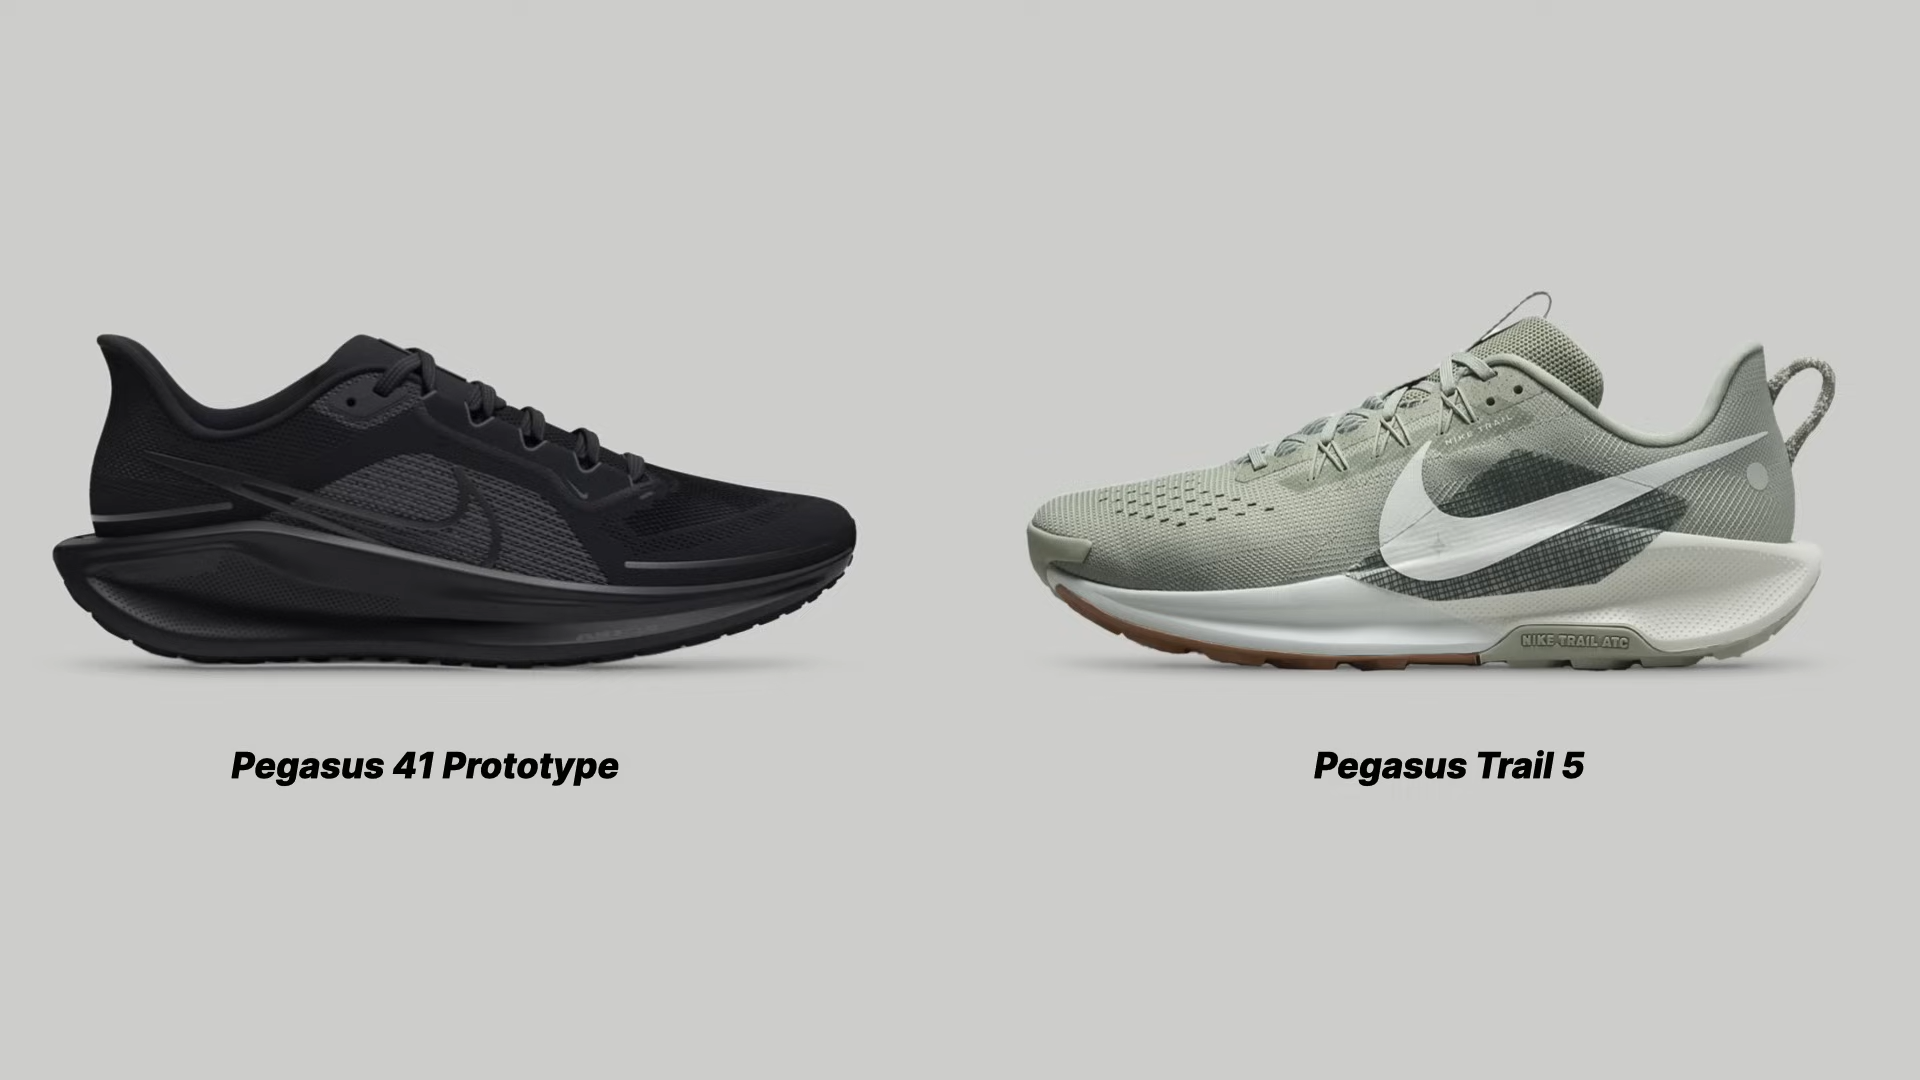 NIKE TRAIL
NIKE TRAIL ATC
Pegasus 41 Prototype
Pegasus Trail 5